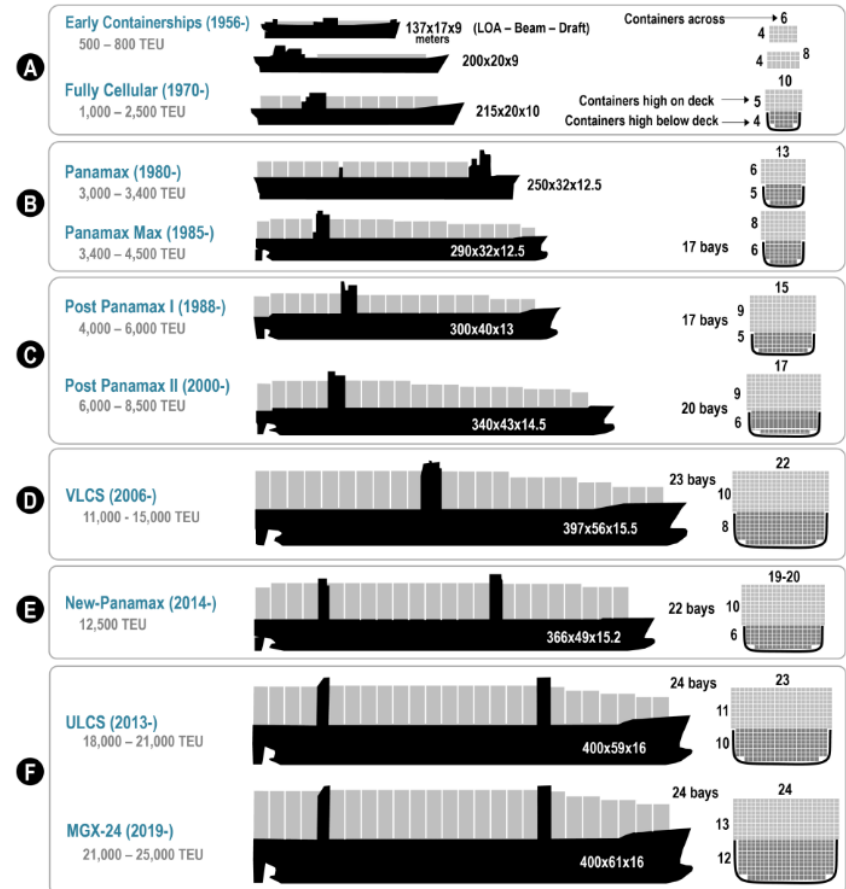 A
Early Containerships (1956-)
500 – 800 TEU
137x17x9
meters
(LOA – Beam – Draft)
200x20x9
Containers across
6
4
4
8
Fully Cellular (1970-)
1,000 – 2,500 TEU
215x20x10
10
Containers high on deck
5
Containers high below deck
4
B
Panamax (1980-)
3,000 – 3,400 TEU
250x32x12.5
13
6
5
Panamax Max (1985-)
3,400 – 4,500 TEU
290x32x12.5
17 bays
8
6
C
Post Panamax I (1988-)
4,000 – 6,000 TEU
300x40x13
17 bays
15
9
5
Post Panamax II (2000-)
6,000 – 8,500 TEU
340x43x14.5
20 bays
17
9
6
D
VLCS (2006-)
11,000 - 15,000 TEU
397x56x15.5
23 bays
22
10
8
E
New-Panamax (2014-)
12,500 TEU
366x49x15.2
22 bays
19-20
10
6
F
ULCS (2013-)
18,000 – 21,000 TEU
400x59x16
24 bays
23
11
10
MGX-24 (2019-)
21,000 – 25,000 TEU
400x61x16
24 bays
24
13
12